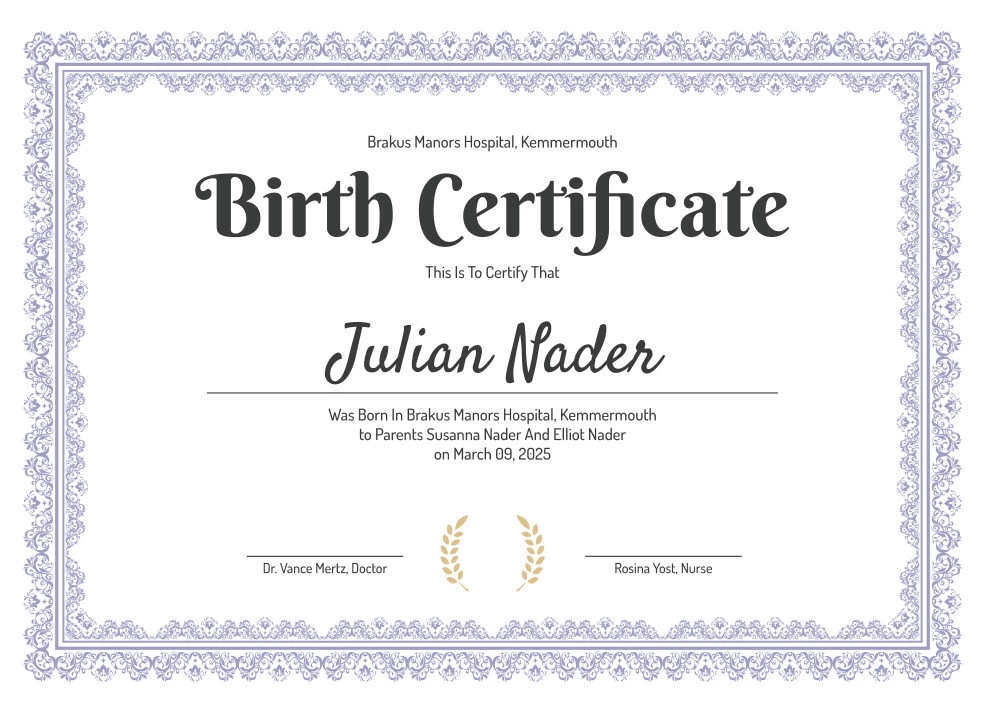 Brakus Manors Hospital, Kemmermouth
Birth Certificate
This Is To Certify That
Julian Nader
Was Born In Brakus Manors Hospital, Kemmermouth
to Parents Susanna Nader And Elliot Nader
on March 09, 2025
Dr. Vance Mertz, Doctor
Rosina Yost, Nurse